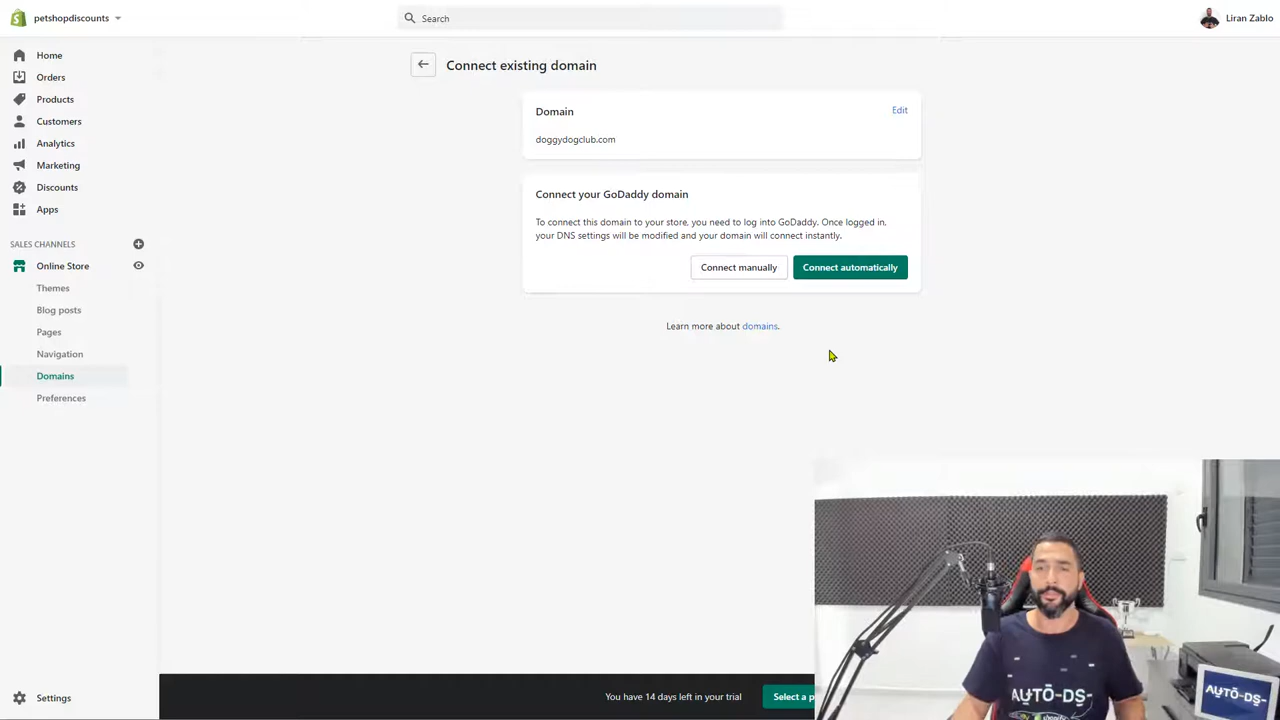 petshopdiscounts
Search
Liran Zablo
Home
Orders
Products
Customers
Analytics
Marketing
Discounts
Apps
SALES CHANNELS
Online Store
Themes
Blog posts
Pages
Navigation
Domains
Preferences
Settings
Connect existing domain
Domain
Edit
doggydogclub.com
Connect your GoDaddy domain
To connect this domain to your store, you need to log into GoDaddy. Once logged in,
your DNS settings will be modified and your domain will connect instantly.
Connect manually
Connect automatically
Learn more about domains.
You have 14 days left in your trial
Select a p
AUTO-DS-
AUTO-DS-